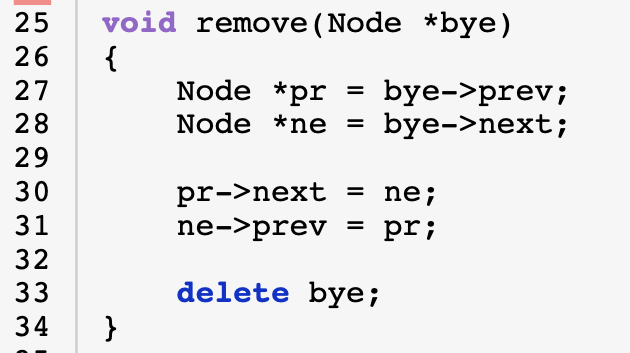 25 void remove(Node *bye)
26 {
27     Node *pr = bye->prev;
28     Node *ne = bye->next;
29
30     pr->next = ne;
31     ne->prev = pr;
32
33     delete bye;
34 }